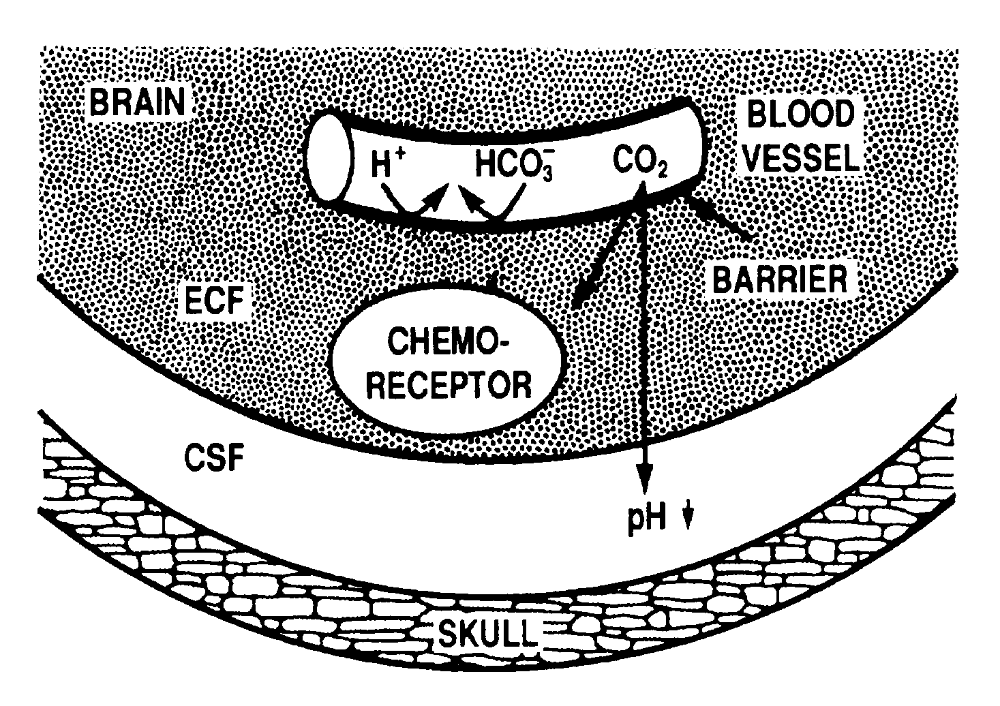 BRAIN
BLOOD
VESSEL
H⁺
HCO₃⁻
CO₂
BARRIER
ECF
CHEMO-
RECEPTOR
CSF
pH ↓
SKULL